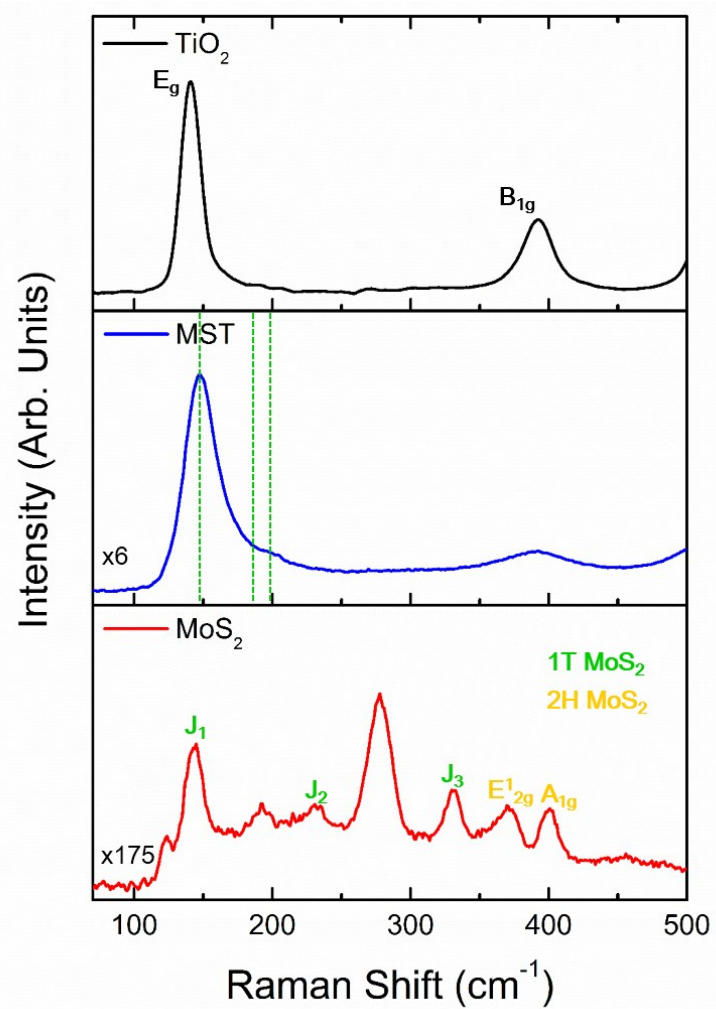 Intensity (Arb. Units)
TiO₂
E_g
B₁g
MST
x6
MoS₂
1T MoS₂
2H MoS₂
J₁
J₂
J₃
E¹₂g
A₁g
x175
100 200 300 400 500
Raman Shift (cm⁻¹)